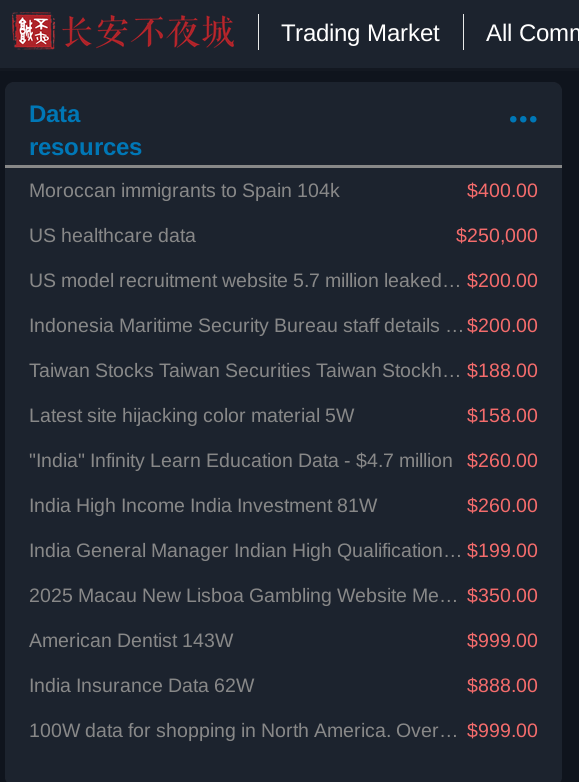 长安不夜城
Trading Market
All Comm
Data
resources
Moroccan immigrants to Spain 104k $400.00
US healthcare data $250,000
US model recruitment website 5.7 million leaked… $200.00
Indonesia Maritime Security Bureau staff details … $200.00
Taiwan Stocks Taiwan Securities Taiwan Stockh… $188.00
Latest site hijacking color material 5W $158.00
"India" Infinity Learn Education Data - $4.7 million $260.00
India High Income India Investment 81W $260.00
India General Manager Indian High Qualification… $199.00
2025 Macau New Lisboa Gambling Website Me… $350.00
American Dentist 143W $999.00
India Insurance Data 62W $888.00
100W data for shopping in North America. Over… $999.00